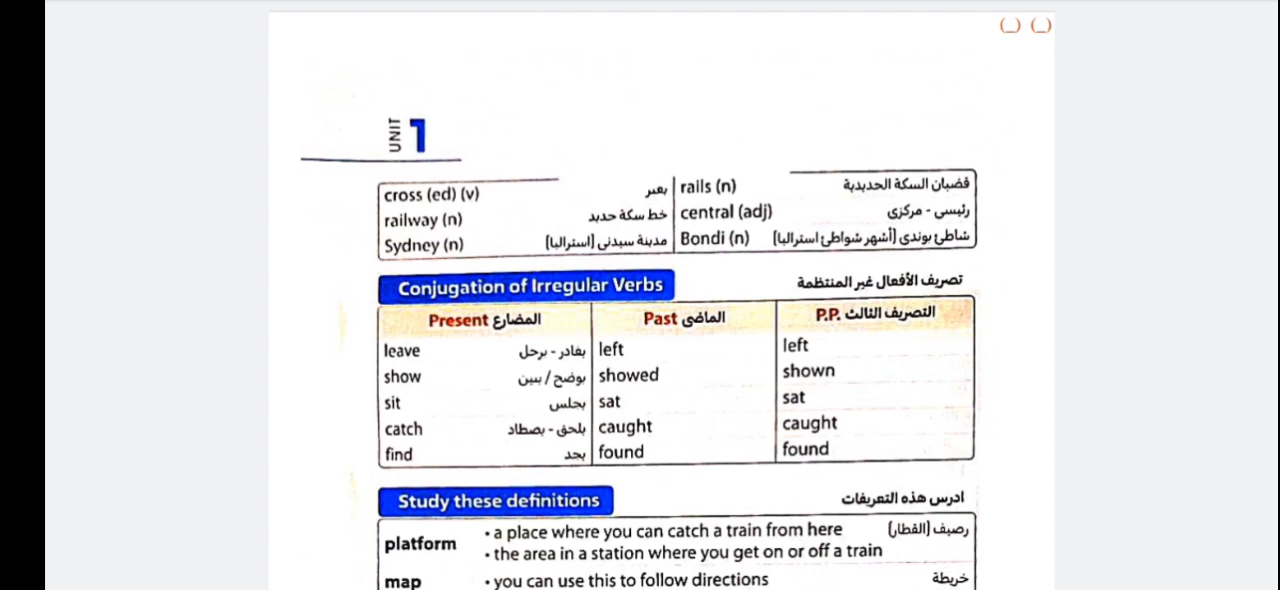 UNIT 1
cross (ed) (v) يعبر rails (n) قضبان السكة الحديدية
railway (n) خط سكة حديد central (adj) رئيسى - مركزى
Sydney (n) مدينة سيدنى (استراليا) Bondi (n) شاطئ بوندى (أشهر شواطئ استراليا)
Conjugation of Irregular Verbs تصريف الأفعال غير المنتظمة
Present المضارع Past الماضى P.P. التصريف الثالث
leave يغادر - يرحل left left
show يوضح / يبين showed shown
sit يجلس sat sat
catch يلحق - يصطاد caught caught
find يجد found found
Study these definitions ادرس هذه التعريفات
platform • a place where you can catch a train from here رصيف (القطار)
• the area in a station where you get on or off a train
map • you can use this to follow directions خريطة